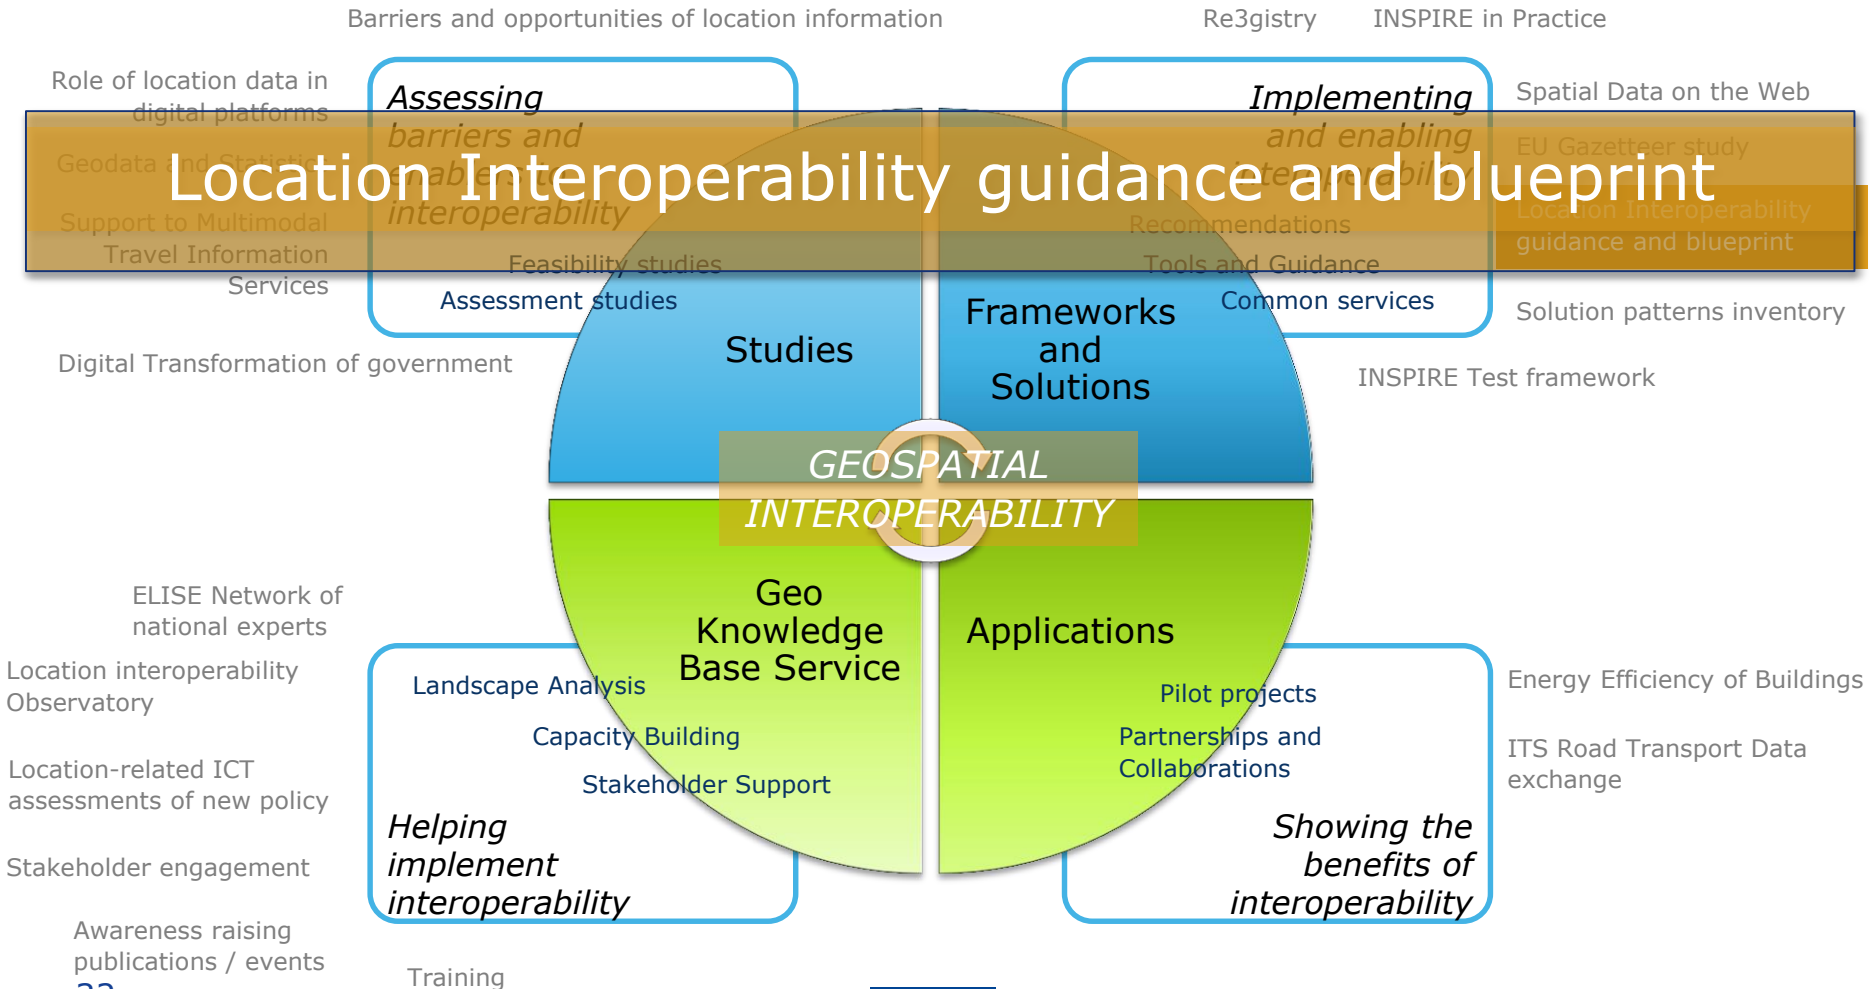 Barriers and opportunities of location information
Re3gistry
INSPIRE in Practice
Role of location data in
digital platforms
Geodata and Statistics
Support to Multimodal
Travel Information
Services
Digital Transformation of government
Assessing
barriers and
enablers to
interoperability
Feasibility studies
Assessment studies
Implementing
and enabling
interoperability
Recommendations
Tools and Guidance
Common services
Spatial Data on the Web
EU Gazetteer study
Location Interoperability
guidance and blueprint
Solution patterns inventory
INSPIRE Test framework
Location Interoperability guidance and blueprint
Studies
Frameworks
and
Solutions
GEOSPATIAL
INTEROPERABILITY
Geo
Knowledge
Base Service
Applications
ELISE Network of
national experts
Location interoperability
Observatory
Location-related ICT
assessments of new policy
Stakeholder engagement
Awareness raising
publications / events
Training
Landscape Analysis
Capacity Building
Stakeholder Support
Helping
implement
interoperability
Pilot projects
Partnerships and
Collaborations
Showing the
benefits of
interoperability
Energy Efficiency of Buildings
ITS Road Transport Data
exchange